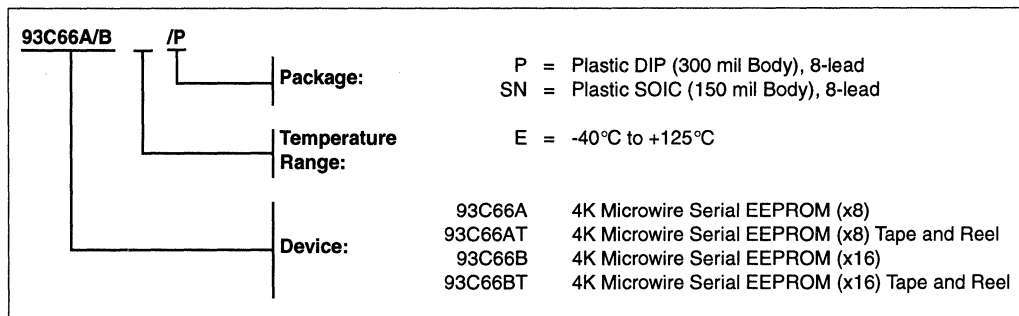 93C66A/B _ /P
Package: P = Plastic DIP (300 mil Body), 8-lead
SN = Plastic SOIC (150 mil Body), 8-lead
Temperature Range: E = -40°C to +125°C
Device: 93C66A 4K Microwire Serial EEPROM (x8)
93C66AT 4K Microwire Serial EEPROM (x8) Tape and Reel
93C66B 4K Microwire Serial EEPROM (x16)
93C66BT 4K Microwire Serial EEPROM (x16) Tape and Reel